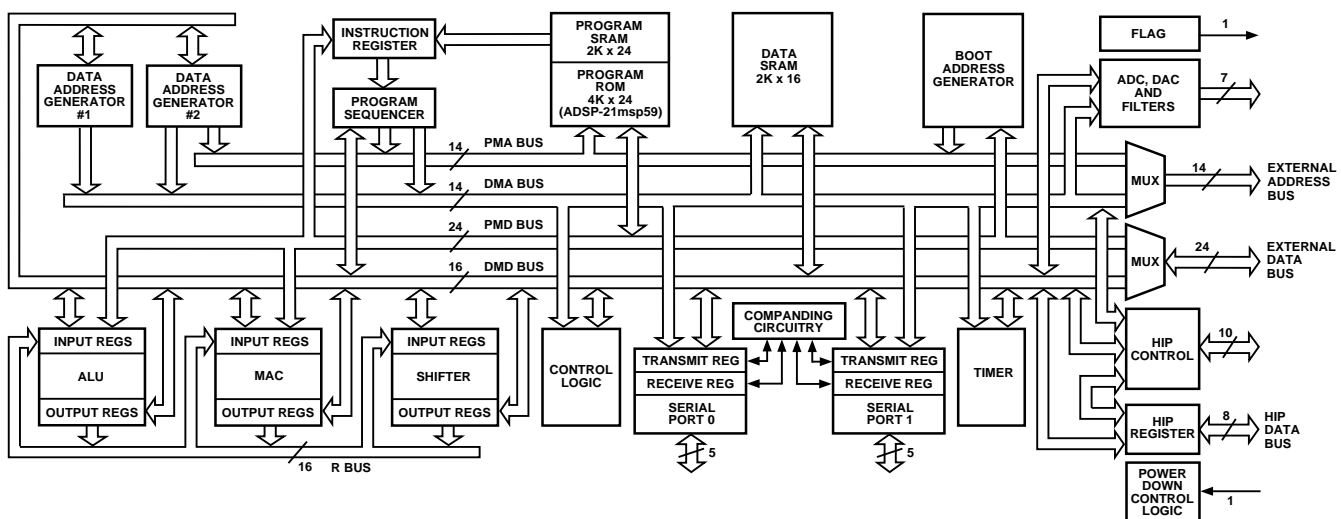 INSTRUCTION
REGISTER
PROGRAM
SRAM
2K x 24
PROGRAM
ROM
4K x 24
(ADSP-21msp59)
DATA
SRAM
2K x 16
BOOT
ADDRESS
GENERATOR
FLAG
1
ADC, DAC
AND
FILTERS
7
DATA
ADDRESS
GENERATOR
#1
DATA
ADDRESS
GENERATOR
#2
PROGRAM
SEQUENCER
14 PMA BUS
14 DMA BUS
24 PMD BUS
16 DMD BUS
MUX
14
EXTERNAL
ADDRESS
BUS
MUX
24
EXTERNAL
DATA
BUS
INPUT REGS
ALU
OUTPUT REGS
INPUT REGS
MAC
OUTPUT REGS
INPUT REGS
SHIFTER
OUTPUT REGS
16 R BUS
CONTROL
LOGIC
COMPANDING
CIRCUITRY
TRANSMIT REG
RECEIVE REG
SERIAL
PORT 0
5
TRANSMIT REG
RECEIVE REG
SERIAL
PORT 1
5
TIMER
HIP
CONTROL
10
HIP
REGISTER
8
HIP
DATA
BUS
POWER
DOWN
CONTROL
LOGIC
1